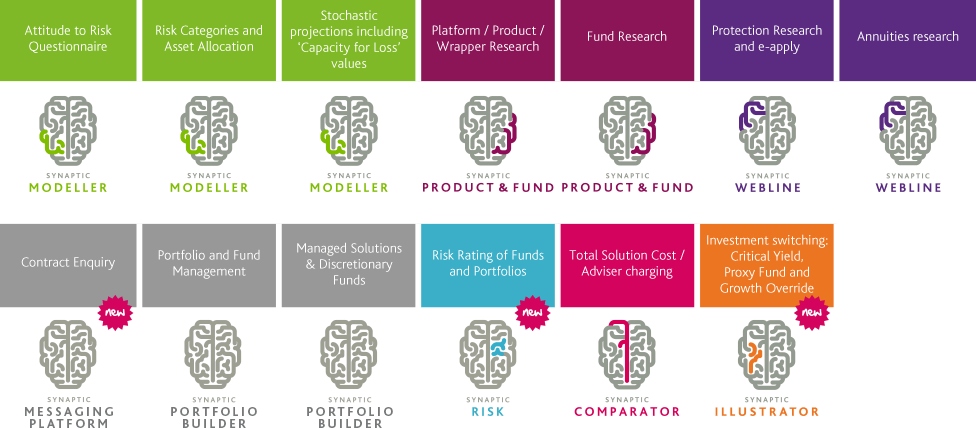 Attitude to Risk
Questionnaire
Risk Categories and
Asset Allocation
Stochastic
projections including
‘Capacity for Loss’
values
Platform / Product /
Wrapper Research
Fund Research
Protection Research
and e-apply
Annuities research
SYNAPTIC
MODELLER
SYNAPTIC
MODELLER
SYNAPTIC
MODELLER
SYNAPTIC
PRODUCT & FUND
SYNAPTIC
PRODUCT & FUND
SYNAPTIC
WEBLINE
SYNAPTIC
WEBLINE
Contract Enquiry
new
Portfolio and Fund
Management
Managed Solutions
& Discretionary
Funds
Risk Rating of Funds
and Portfolios
new
Total Solution Cost /
Adviser charging
Investment switching:
Critical Yield,
Proxy Fund and
Growth Override
new
SYNAPTIC
MESSAGING
PLATFORM
SYNAPTIC
PORTFOLIO
BUILDER
SYNAPTIC
PORTFOLIO
BUILDER
SYNAPTIC
RISK
SYNAPTIC
COMPARATOR
SYNAPTIC
ILLUSTRATOR